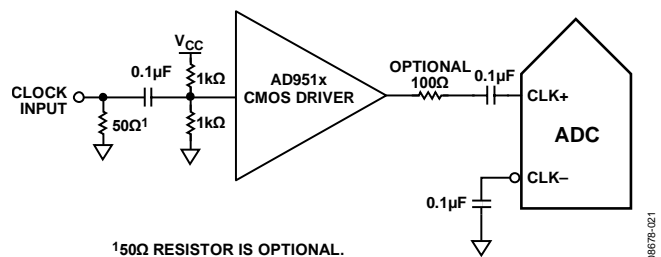 V_CC
0.1µF
1kΩ
CLOCK
INPUT
50Ω¹
1kΩ
AD951x
CMOS DRIVER
OPTIONAL
100Ω
0.1µF
CLK+
ADC
CLK–
0.1µF
¹50Ω RESISTOR IS OPTIONAL.
08678-021